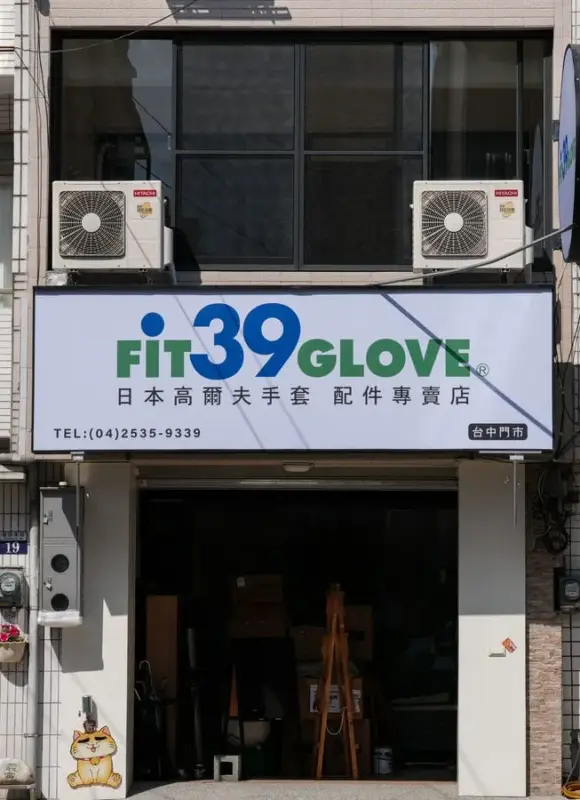 HITACHI
HITACHI
FiT39GLOVE®
日本高爾夫手套 配件專賣店
TEL:(04)2535-9339
台中門市
19